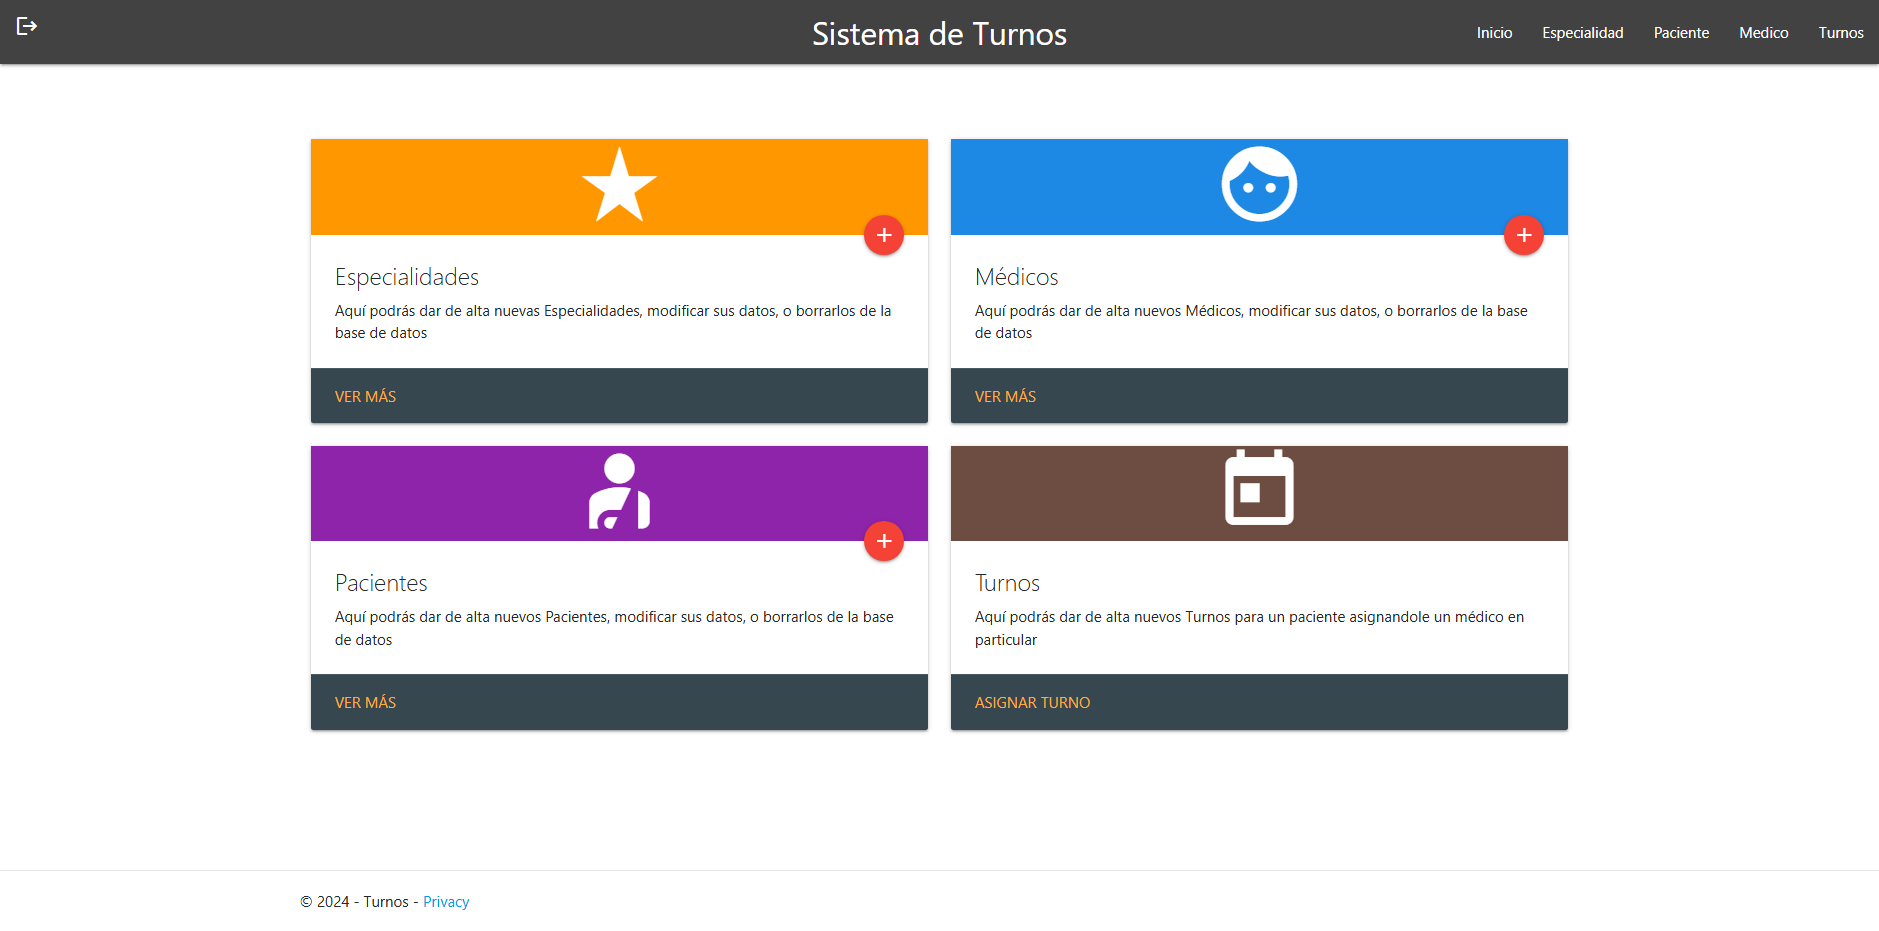 Sistema de Turnos
Inicio Especialidad Paciente Medico Turnos
Especialidades
Aquí podrás dar de alta nuevas Especialidades, modificar sus datos, o borrarlos de la
base de datos
VER MÁS
Médicos
Aquí podrás dar de alta nuevos Médicos, modificar sus datos, o borrarlos de la base
de datos
VER MÁS
Pacientes
Aquí podrás dar de alta nuevos Pacientes, modificar sus datos, o borrarlos de la base
de datos
VER MÁS
Turnos
Aquí podrás dar de alta nuevos Turnos para un paciente asignandole un médico en
particular
ASIGNAR TURNO
© 2024 - Turnos - Privacy